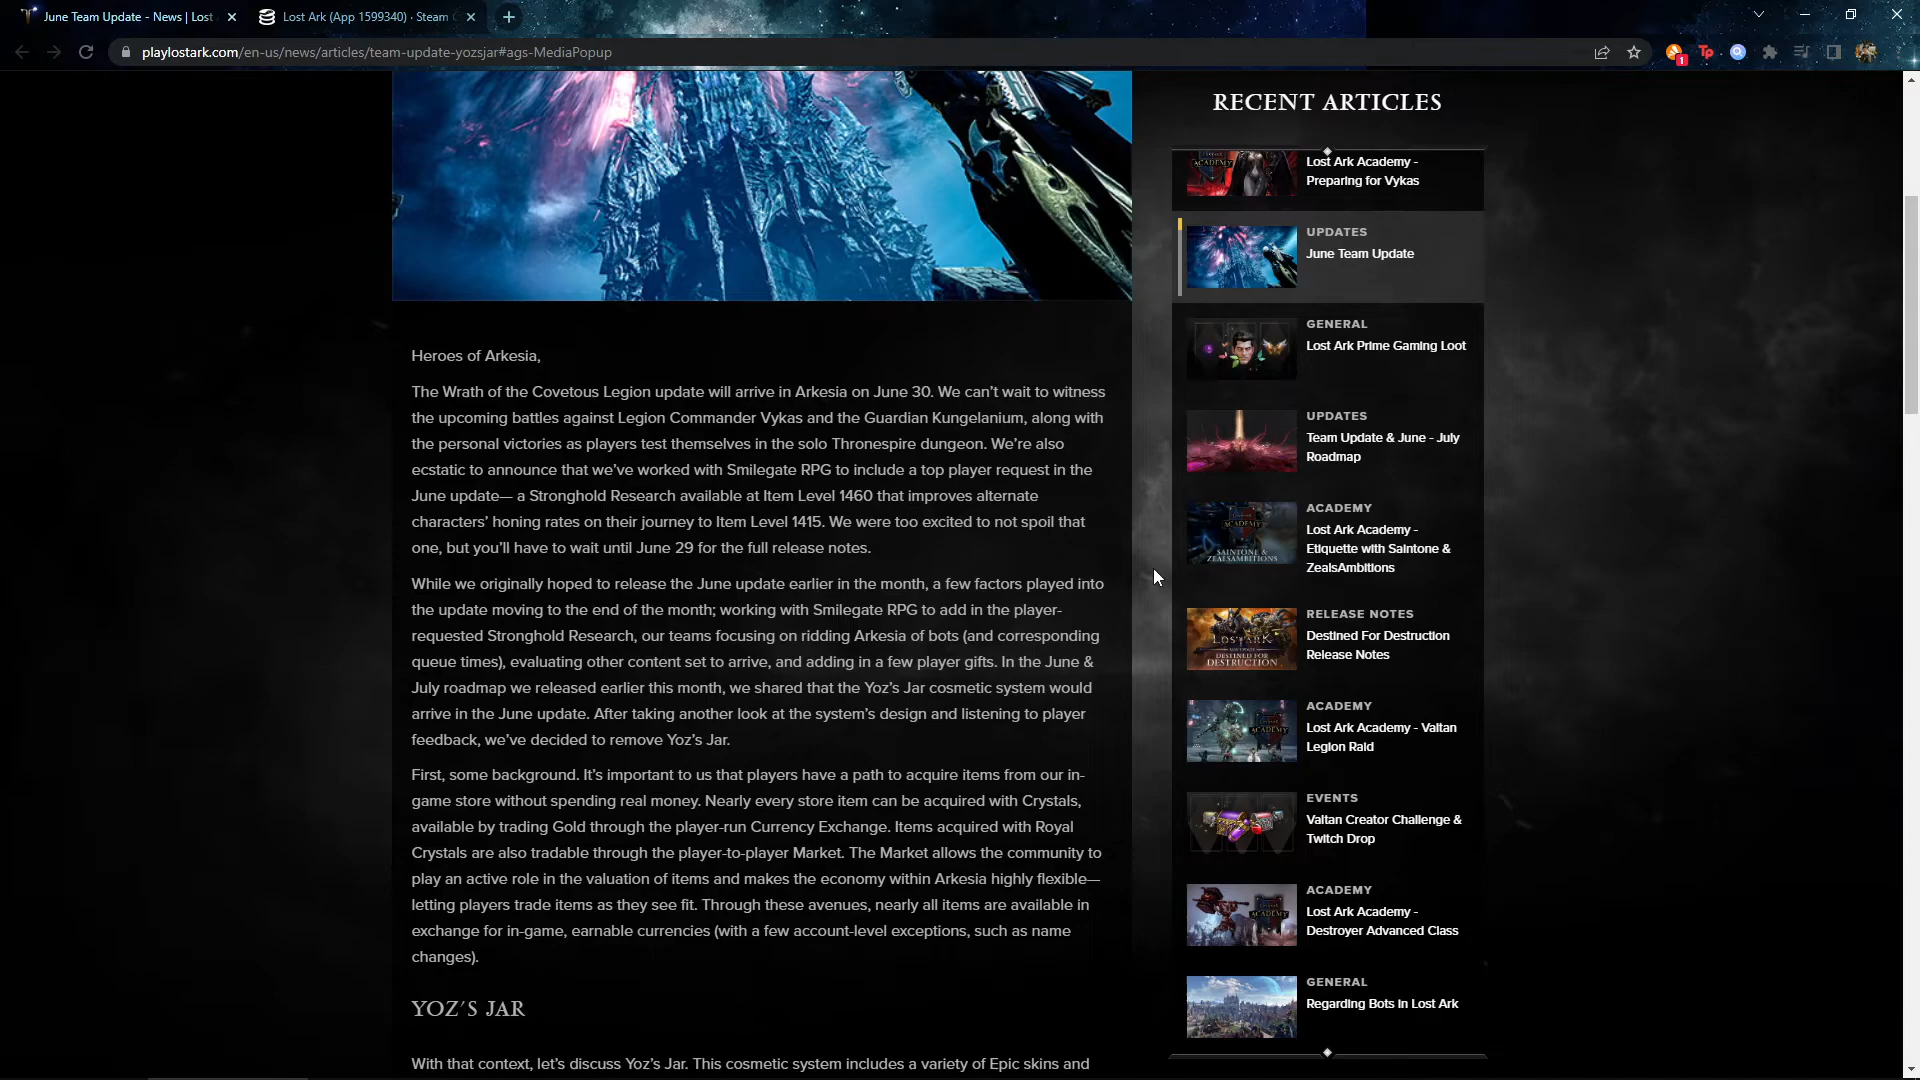 June Team Update - News | Lost
Lost Ark (App 1599340) · Steam
playlostark.com/en-us/news/articles/team-update-yozsjar#ags-MediaPopup
1
RECENT ARTICLES
ACADEMY
Lost Ark Academy -
Preparing for Vykas
UPDATES
June Team Update
GENERAL
Lost Ark Prime Gaming Loot
UPDATES
Team Update & June - July
Roadmap
ACADEMY
SAINTONE &
ZEALSAMBITIONS
ACADEMY
Lost Ark Academy -
Etiquette with Saintone &
ZealsAmbitions
LOST ARK
DESTINED FOR
DESTRUCTION
RELEASE NOTES
Destined For Destruction
Release Notes
ACADEMY
ACADEMY
Lost Ark Academy - Valtan
Legion Raid
EVENTS
Valtan Creator Challenge &
Twitch Drop
ACADEMY
ACADEMY
Lost Ark Academy -
Destroyer Advanced Class
GENERAL
Regarding Bots in Lost Ark
Heroes of Arkesia,
The Wrath of the Covetous Legion update will arrive in Arkesia on June 30. We can't wait to witness
the upcoming battles against Legion Commander Vykas and the Guardian Kungelanium, along with
the personal victories as players test themselves in the solo Thronespire dungeon. We're also
ecstatic to announce that we've worked with Smilegate RPG to include a top player request in the
June update— a Stronghold Research available at Item Level 1460 that improves alternate
characters' honing rates on their journey to Item Level 1415. We were too excited to not spoil that
one, but you'll have to wait until June 29 for the full release notes.
While we originally hoped to release the June update earlier in the month, a few factors played into
the update moving to the end of the month; working with Smilegate RPG to add in the player-
requested Stronghold Research, our teams focusing on ridding Arkesia of bots (and corresponding
queue times), evaluating other content set to arrive, and adding in a few player gifts. In the June &
July roadmap we released earlier this month, we shared that the Yoz's Jar cosmetic system would
arrive in the June update. After taking another look at the system's design and listening to player
feedback, we've decided to remove Yoz's Jar.
First, some background. It's important to us that players have a path to acquire items from our in-
game store without spending real money. Nearly every store item can be acquired with Crystals,
available by trading Gold through the player-run Currency Exchange. Items acquired with Royal
Crystals are also tradable through the player-to-player Market. The Market allows the community to
play an active role in the valuation of items and makes the economy within Arkesia highly flexible—
letting players trade items as they see fit. Through these avenues, nearly all items are available in
exchange for in-game, earnable currencies (with a few account-level exceptions, such as name
changes).
YOZ'S JAR
With that context, let's discuss Yoz's Jar. This cosmetic system includes a variety of Epic skins and